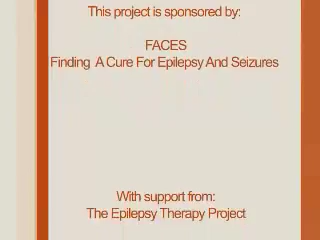 This project is sponsored by:
FACES
Finding A Cure For Epilepsy And Seizures
With support from:
The Epilepsy Therapy Project